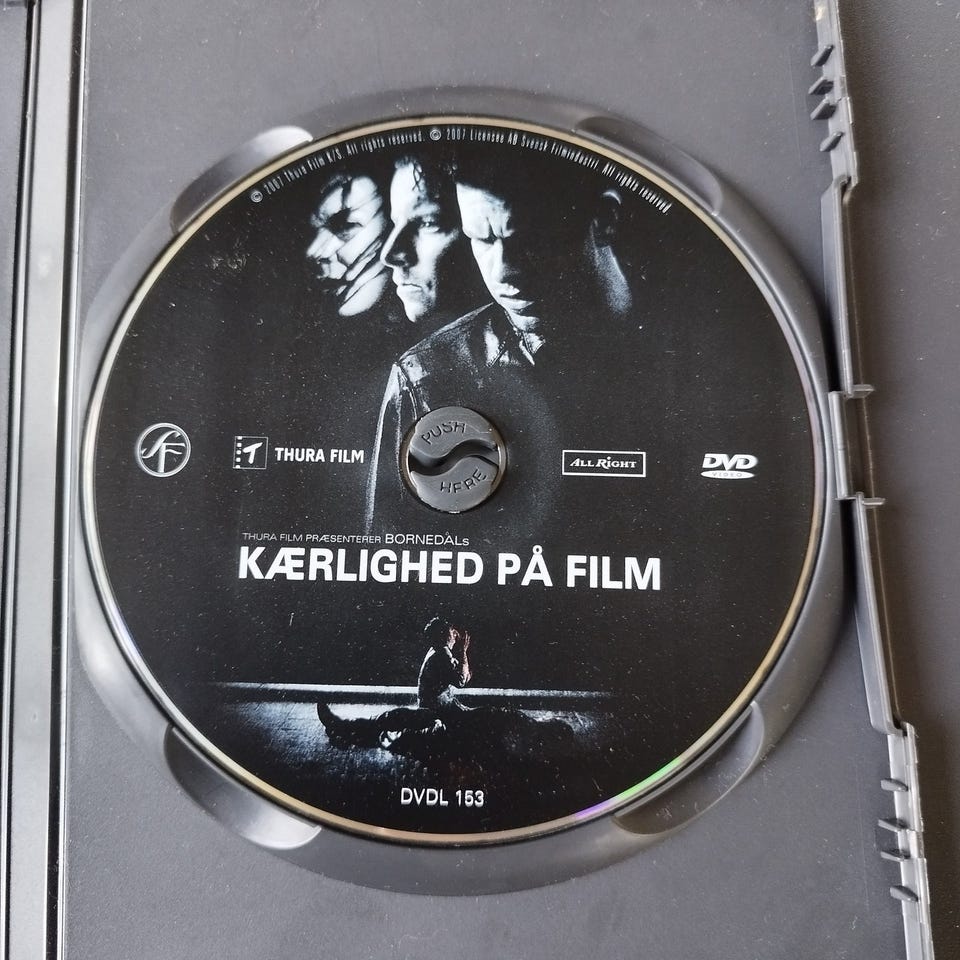 © 2007 Thura Film K/S. All rights reserved. © 2007 Licensee AB Svensk Filmindustri. All rights reserved.
SF
T THURA FILM
PUSH
HERE
ALL RIGHT
DVD
VIDEO
THURA FILM PRÆSENTERER BORNEDALs
KÆRLIGHED PÅ FILM
DVDL 153